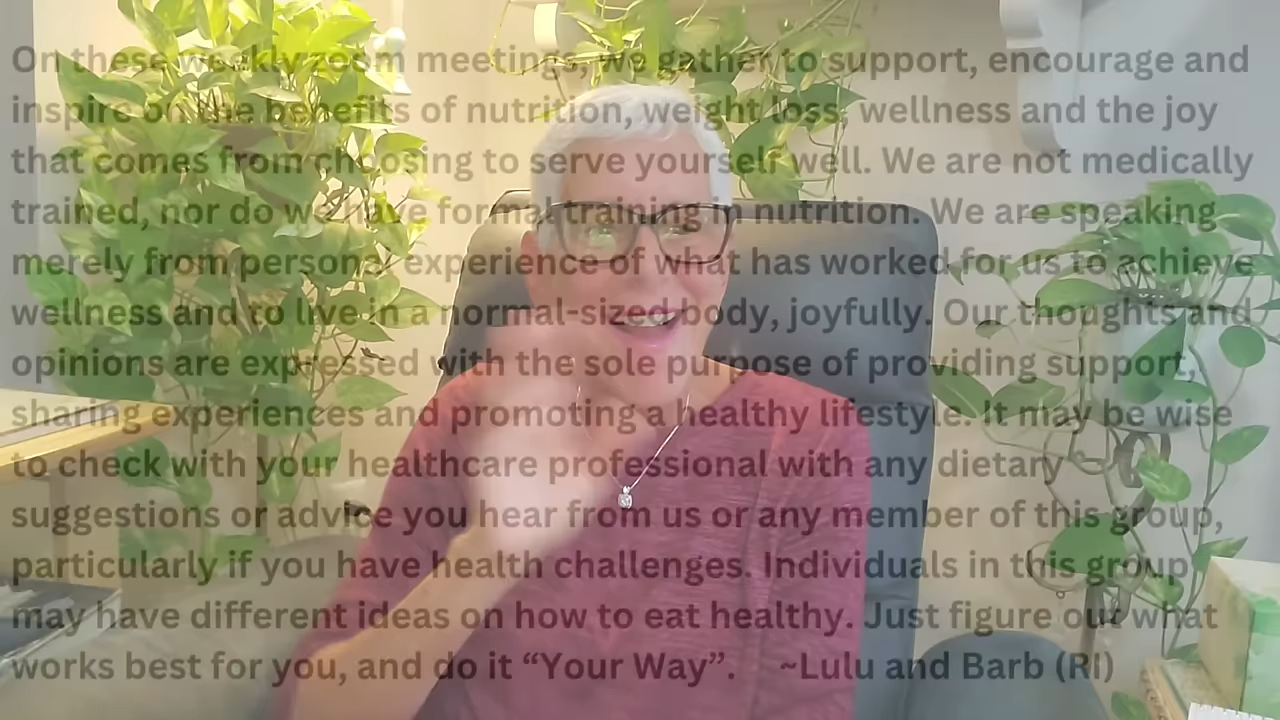 On these weekly zoom meetings, we gather to support, encourage and
inspire on the benefits of nutrition, weight loss, wellness and the joy
that comes from choosing to serve yourself well. We are not medically
trained, nor do we have formal training in nutrition. We are speaking
merely from personal experience of what has worked for us to achieve
wellness and to live in a normal-sized body, joyfully. Our thoughts and
opinions are expressed with the sole purpose of providing support,
sharing experiences and promoting a healthy lifestyle. It may be wise
to check with your healthcare professional with any dietary
suggestions or advice you hear from us or any member of this group,
particularly if you have health challenges. Individuals in this group
may have different ideas on how to eat healthy. Just figure out what
works best for you, and do it “Your Way”. ~Lulu and Barb (RI)